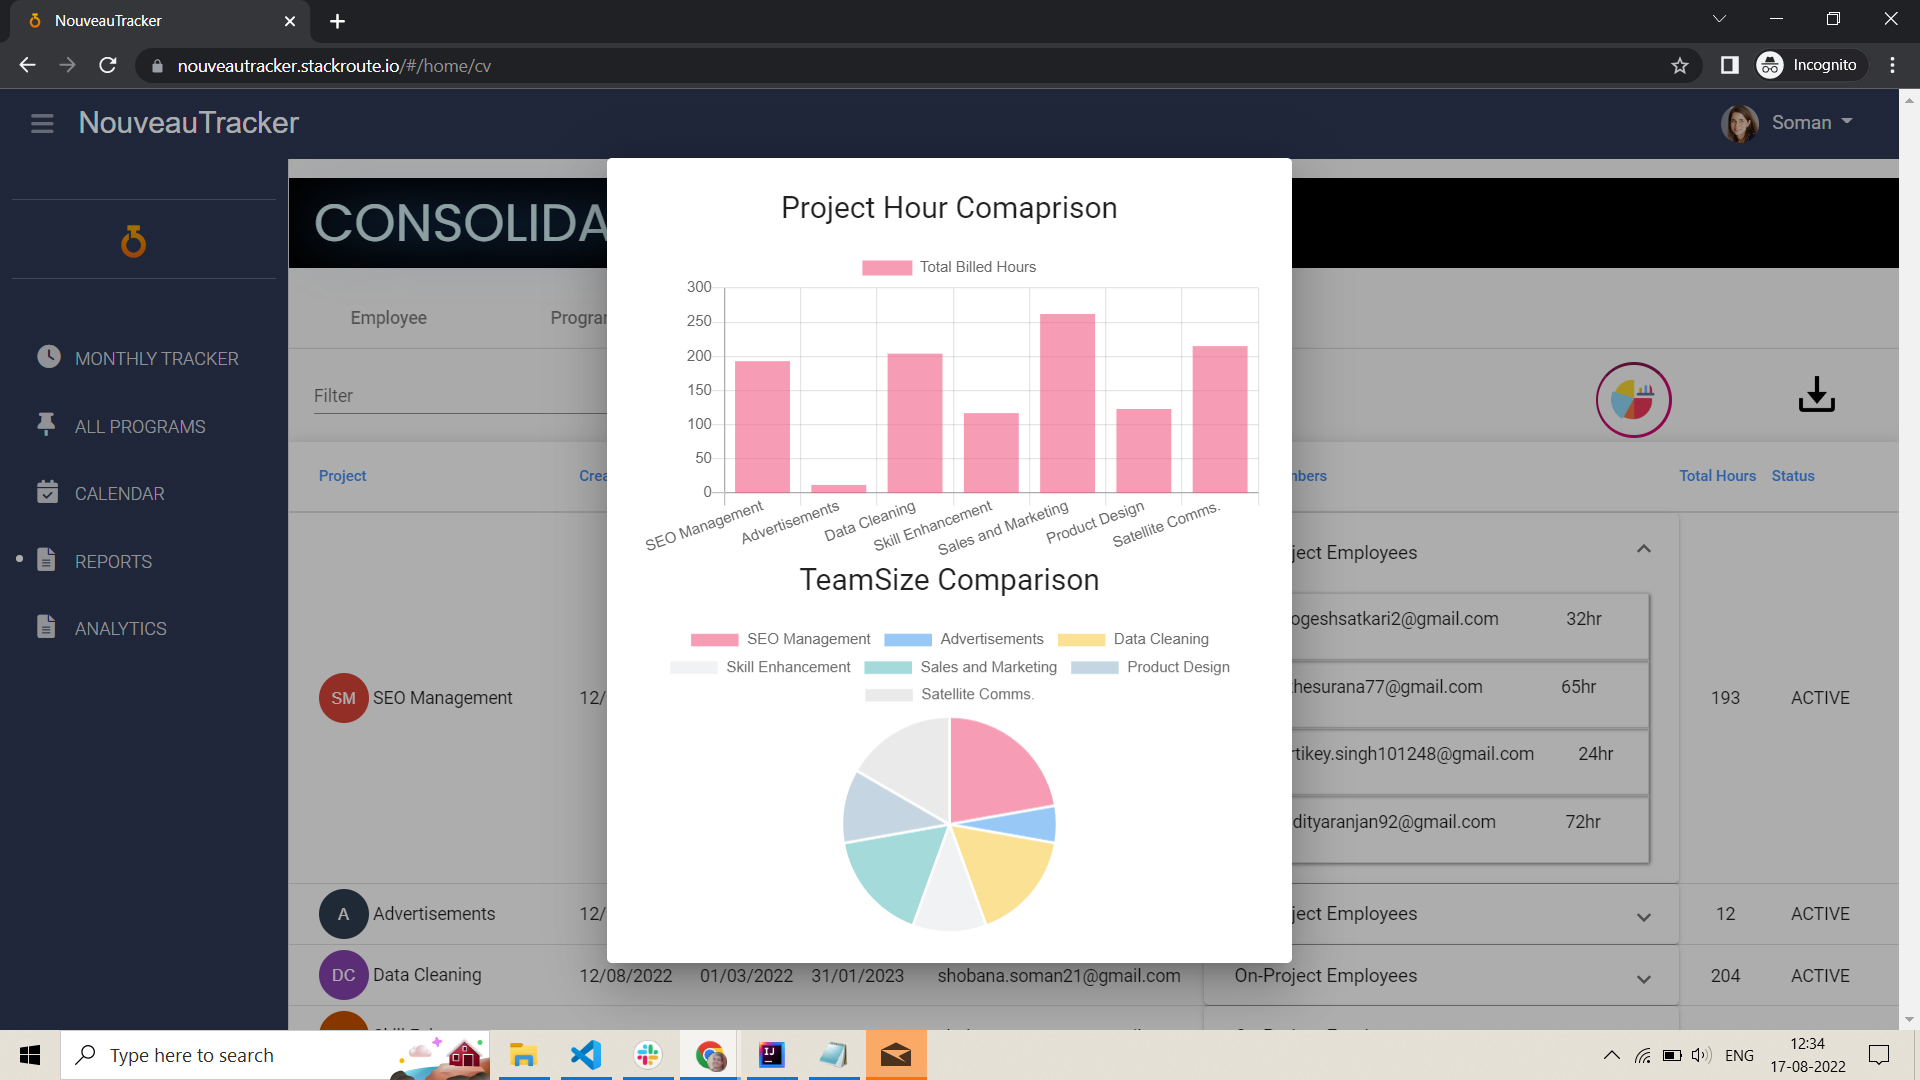 NouveauTracker
nouveautracker.stackroute.io/#/home/cv
Incognito
NouveauTracker
Soman
CONSOLIDA
Project Hour Comaprison
Total Billed Hours
300
250
200
150
100
50
0
SEO Management
Advertisements
Data Cleaning
Skill Enhancement
Sales and Marketing
Product Design
Satellite Comms.
TeamSize Comparison
SEO Management Advertisements Data Cleaning
Skill Enhancement Sales and Marketing Product Design
Satellite Comms.
MONTHLY TRACKER
ALL PROGRAMS
CALENDAR
REPORTS
ANALYTICS
Employee Progra
Filter
Project Crea mbers Total Hours Status
ject Employees
ogeshsatkari2@gmail.com 32hr
hesurana77@gmail.com 65hr
rtikey.singh101248@gmail.com 24hr
dityaranjan92@gmail.com 72hr
SM SEO Management 12/ 193 ACTIVE
A Advertisements 12/ ject Employees 12 ACTIVE
DC Data Cleaning 12/08/2022 01/03/2022 31/01/2023 shobana.soman21@gmail.com On-Project Employees 204 ACTIVE
Type here to search
ENG
12:34
17-08-2022